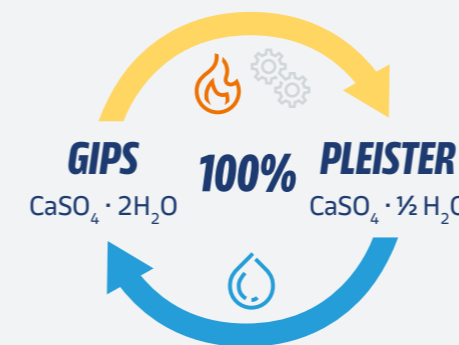 GIPS
CaSO₄ · 2H₂O
100%
PLEISTER
CaSO₄ · ½ H₂O